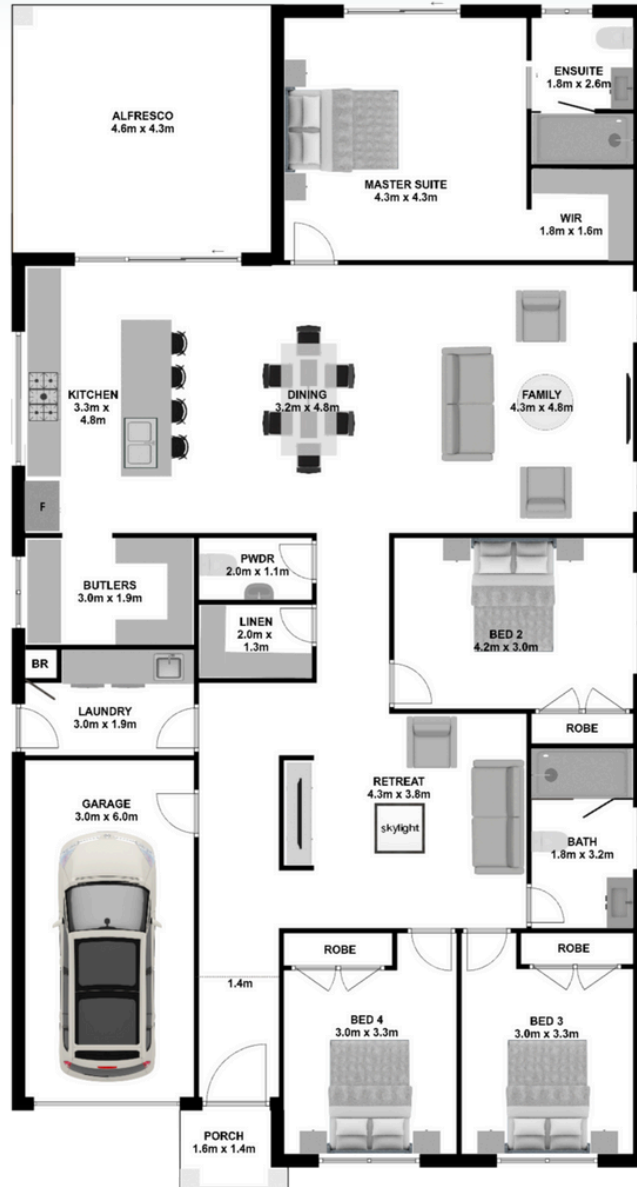 ALFRESCO
4.6m x 4.3m
ENSUITE
1.8m x 2.6m
MASTER SUITE
4.3m x 4.3m
WIR
1.8m x 1.6m
KITCHEN
3.3m x
4.8m
DINING
3.2m x 4.8m
FAMILY
4.3m x 4.8m
F
BUTLERS
3.0m x 1.9m
PWDR
2.0m x 1.1m
LINEN
2.0m x
1.3m
BED 2
4.2m x 3.0m
BR
LAUNDRY
3.0m x 1.9m
ROBE
GARAGE
3.0m x 6.0m
RETREAT
4.3m x 3.8m
skylight
BATH
1.8m x 3.2m
ROBE
ROBE
1.4m
BED 4
3.0m x 3.3m
BED 3
3.0m x 3.3m
PORCH
1.6m x 1.4m